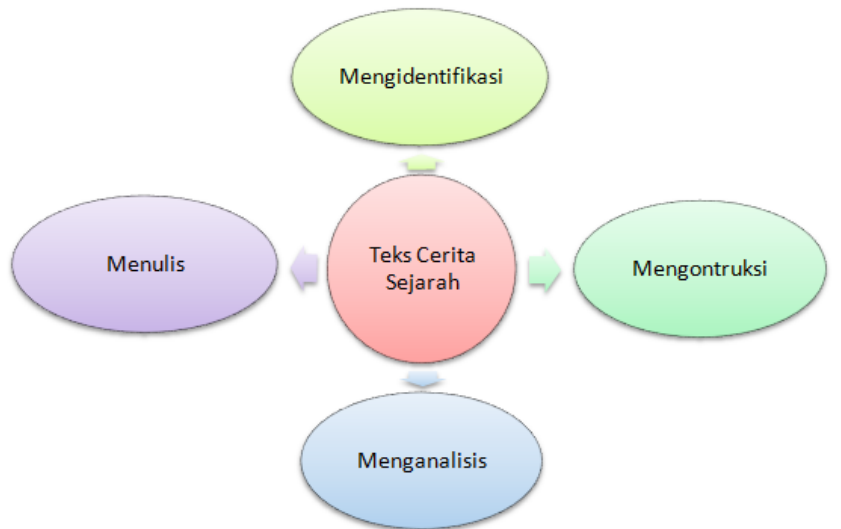 Mengidentifikasi
Menulis
Teks Cerita
Sejarah
Mengontruksi
Menganalisis